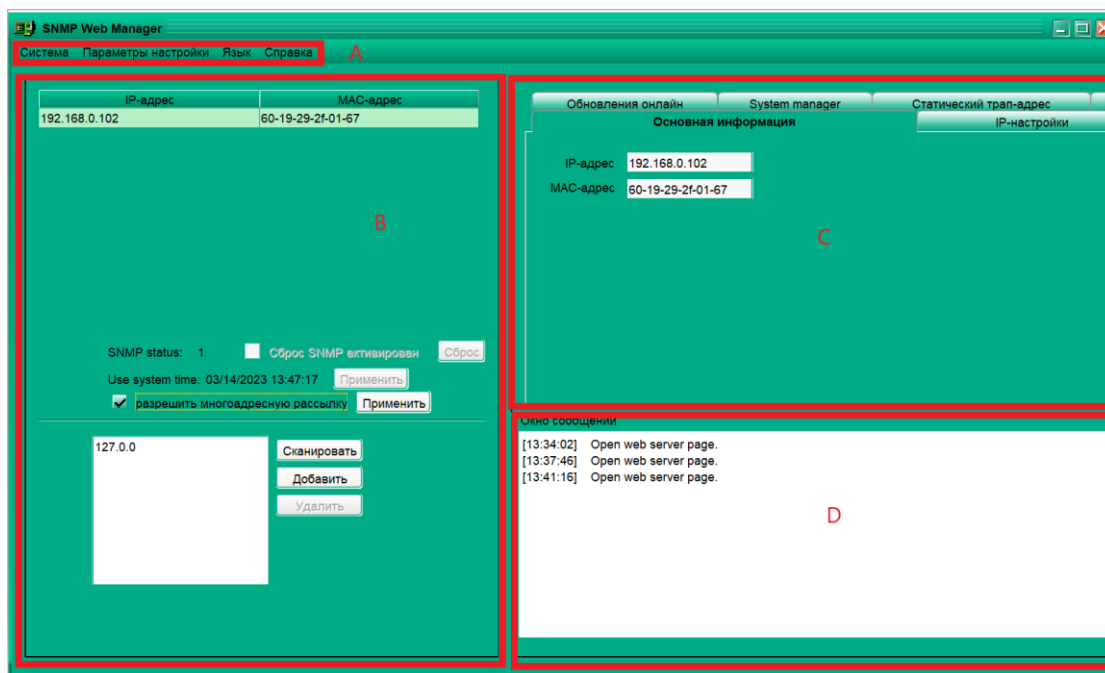 SNMP Web Manager
Система Параметры настройки Язык Справка A
IP-адрес MAC-адрес
192.168.0.102 60-19-29-2f-01-67
B
SNMP status: 1 Сброс SNMP активирован Сброс
Use system time: 03/14/2023 13:47:17 Применить
разрешить многоадресную рассылку Применить
127.0.0
Сканировать
Добавить
Удалить
Обновления онлайн System manager Статический трап-адрес
Основная информация IP-настройки
IP-адрес 192.168.0.102
MAC-адрес 60-19-29-2f-01-67
C
Окно сообщений
[13:34:02] Open web server page.
[13:37:46] Open web server page.
[13:41:16] Open web server page.
D